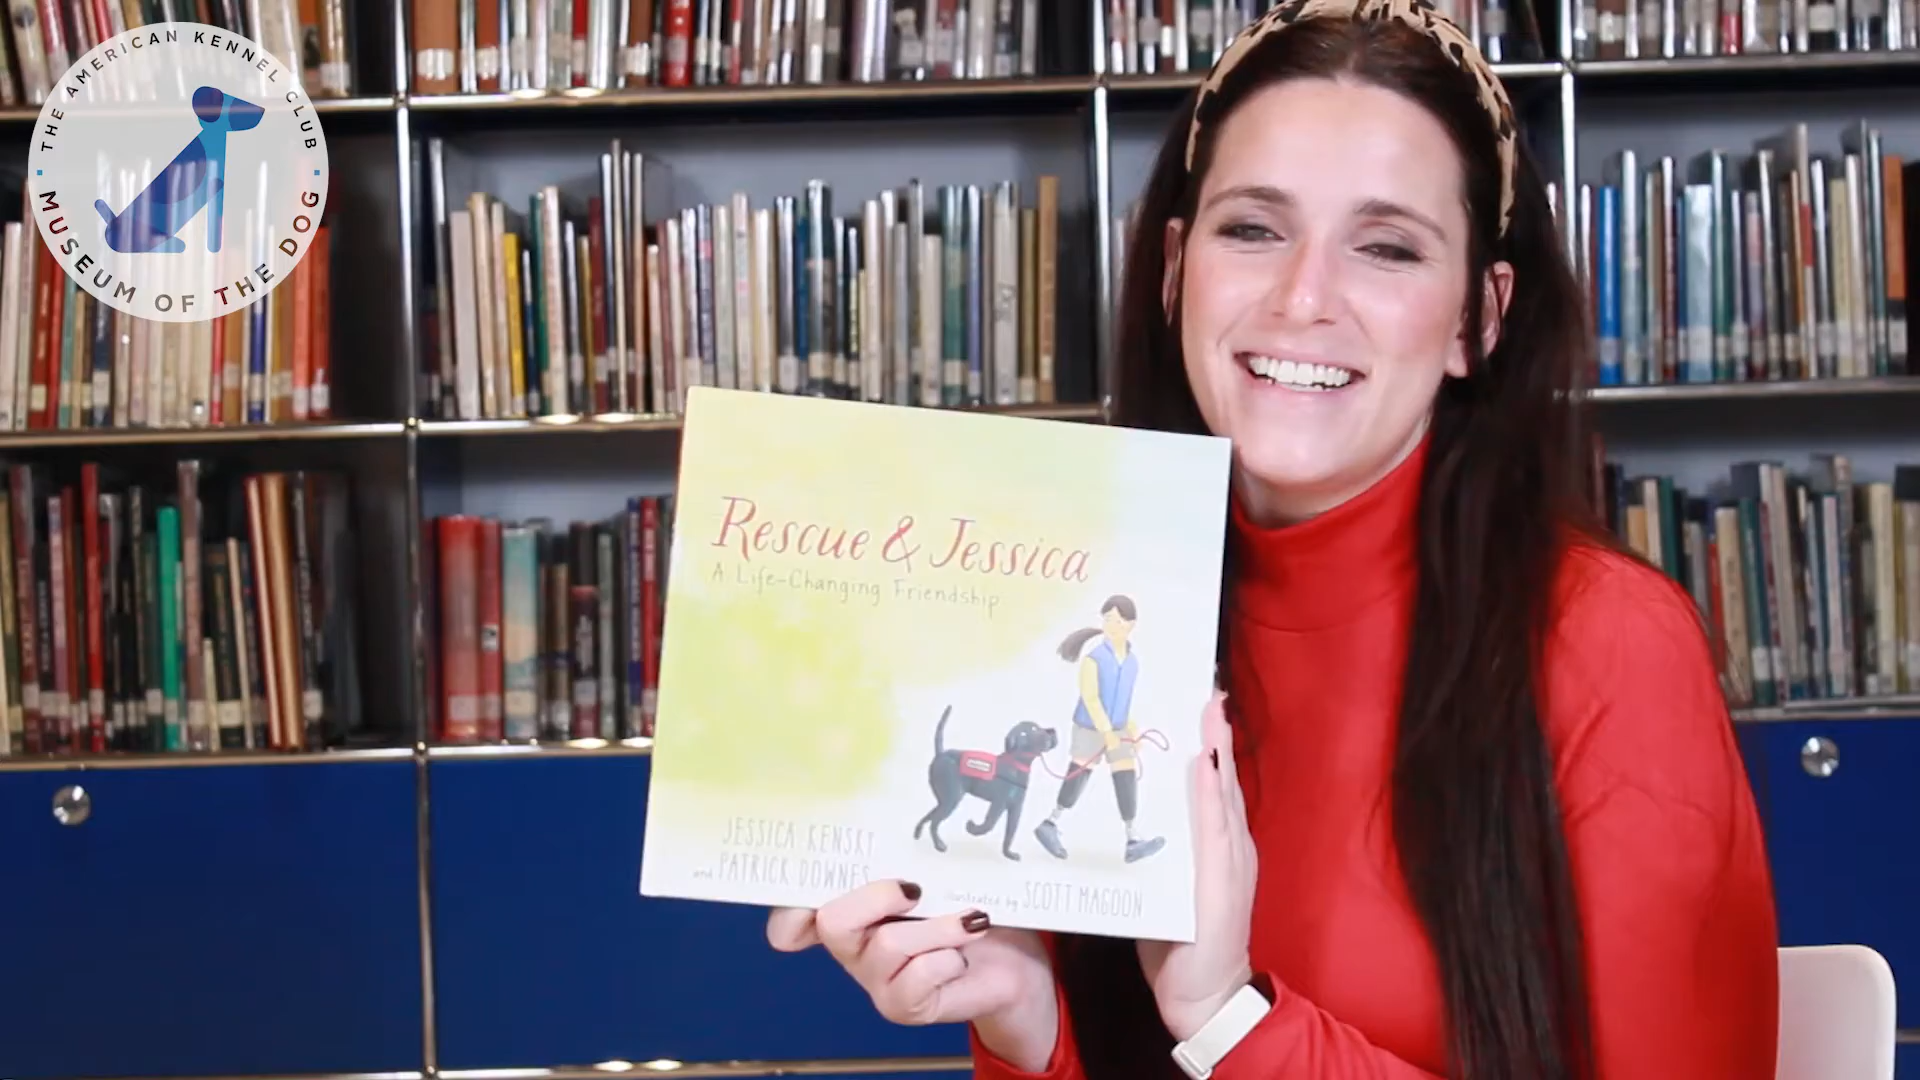 THE AMERICAN KENNEL CLUB
MUSEUM OF THE DOG
Rescue & Jessica
A Life-Changing Friendship
JESSICA KENSKY
and PATRICK DOWNES
illustrated by SCOTT MAGOON